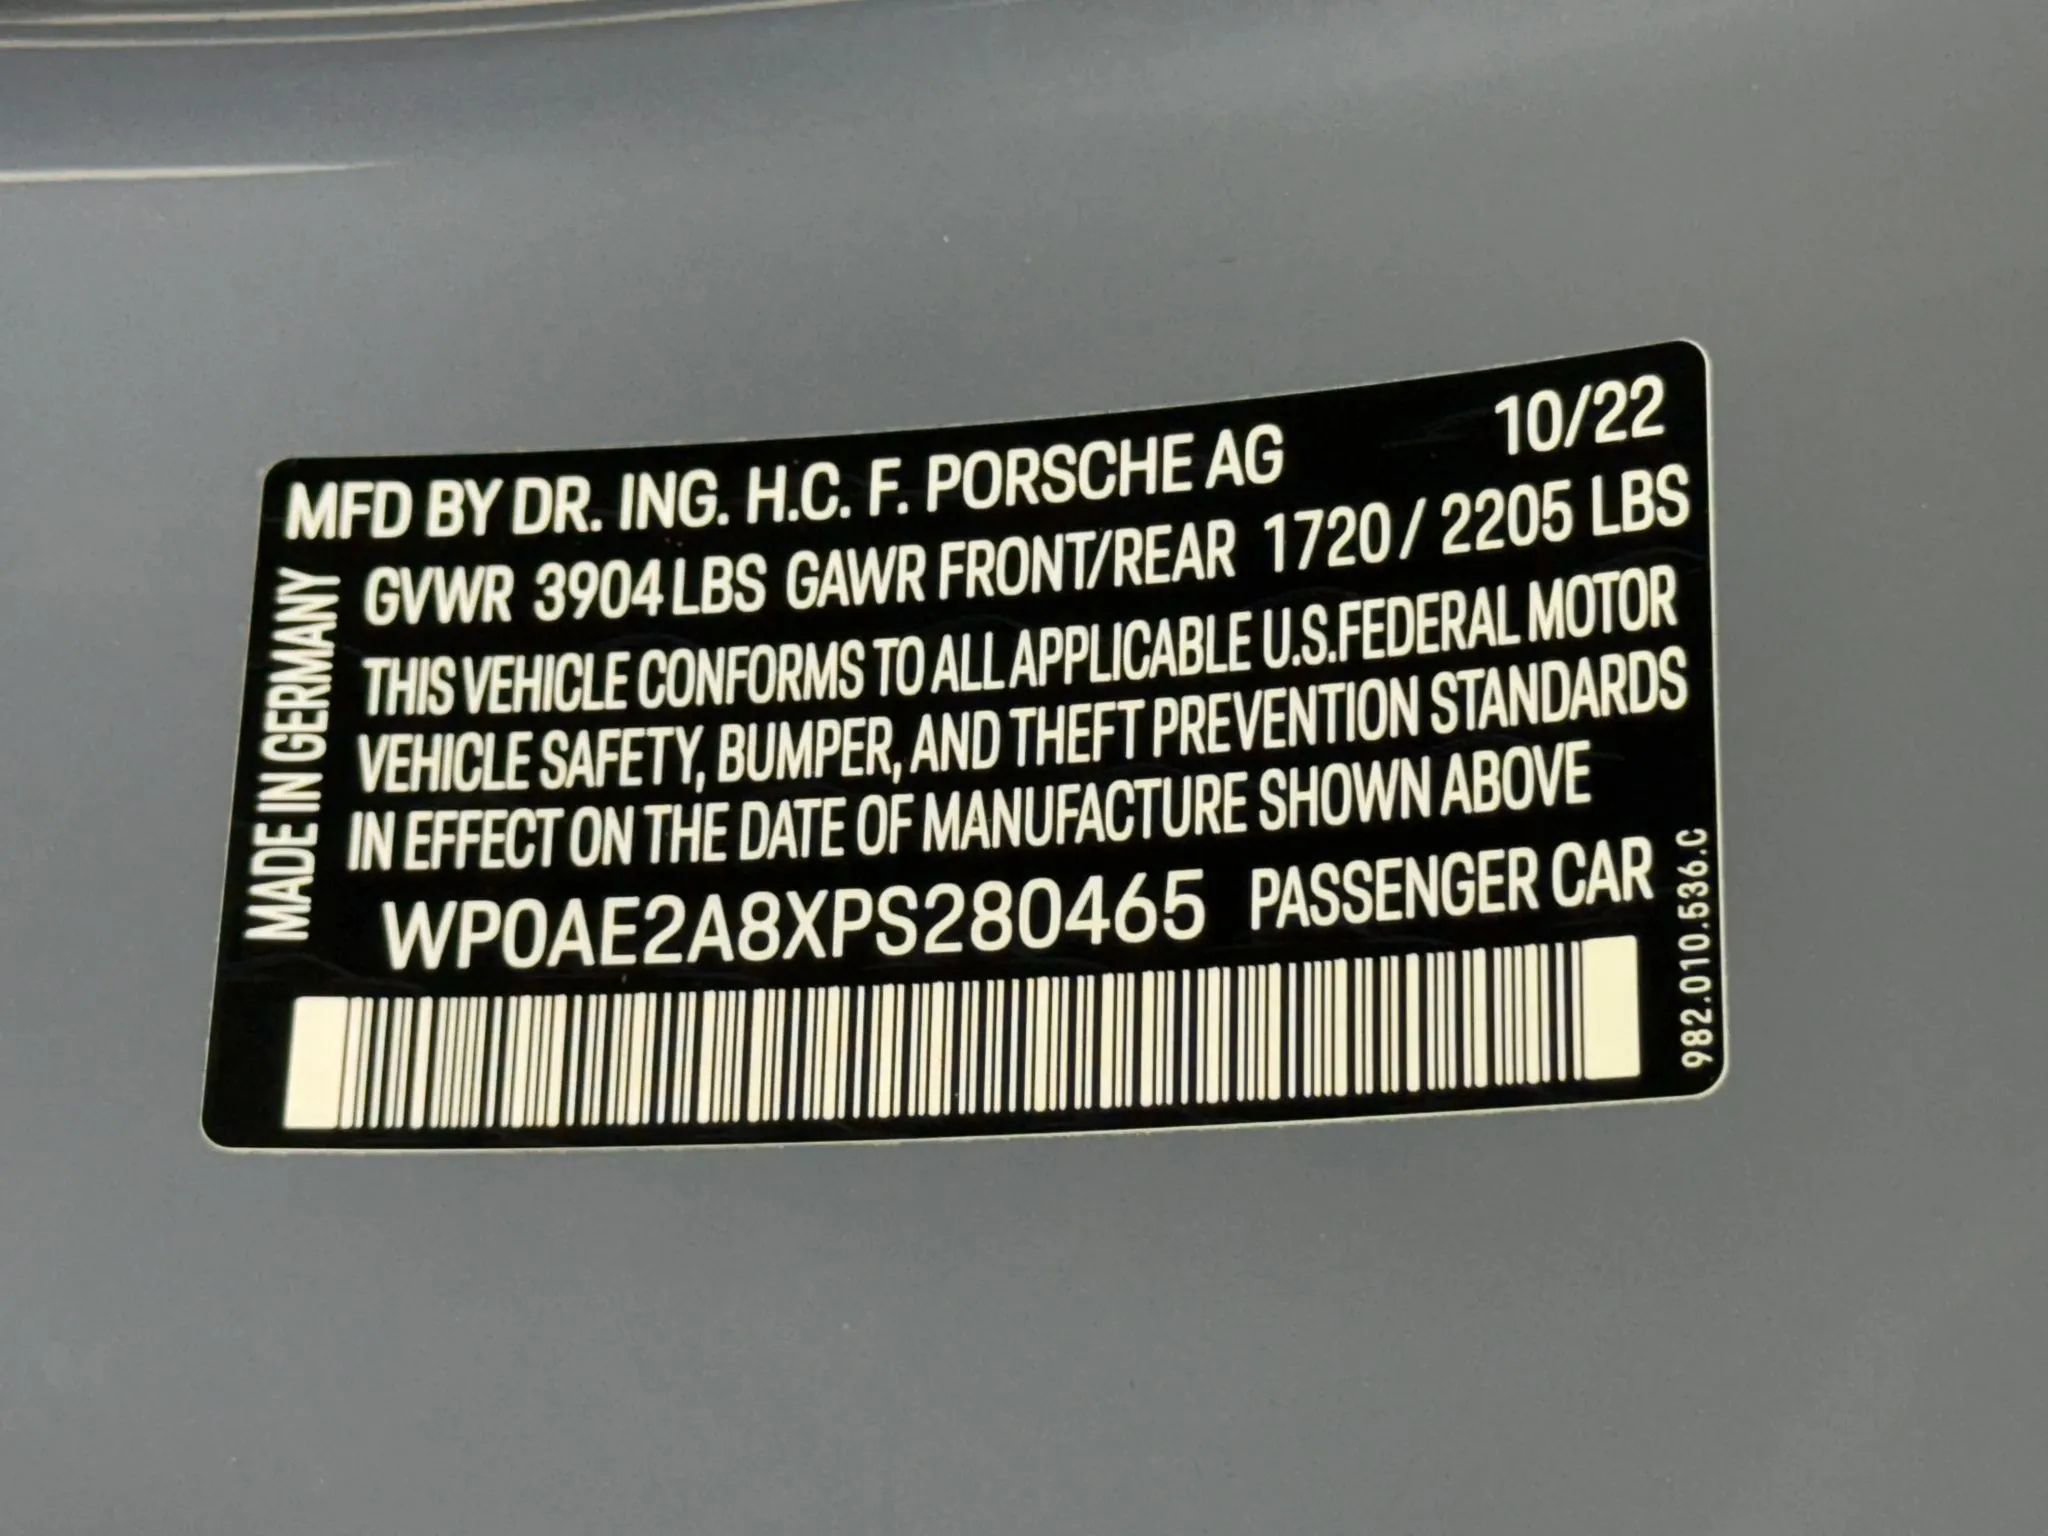 MFD BY DR. ING. H.C. F. PORSCHE AG 10/22
GVWR 3904 LBS GAWR FRONT/REAR 1720 / 2205 LBS
THIS VEHICLE CONFORMS TO ALL APPLICABLE U.S.FEDERAL MOTOR
VEHICLE SAFETY, BUMPER, AND THEFT PREVENTION STANDARDS
IN EFFECT ON THE DATE OF MANUFACTURE SHOWN ABOVE
WP0AE2A8XPS280465 PASSENGER CAR
MADE IN GERMANY
982.010.536.C